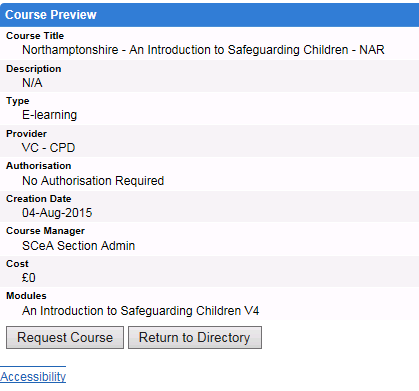 Course Preview
Course Title
Northamptonshire - An Introduction to Safeguarding Children - NAR
Description
N/A
Type
E-learning
Provider
VC - CPD
Authorisation
No Authorisation Required
Creation Date
04-Aug-2015
Course Manager
SCeA Section Admin
Cost
£0
Modules
An Introduction to Safeguarding Children V4
Request Course Return to Directory
Accessibility